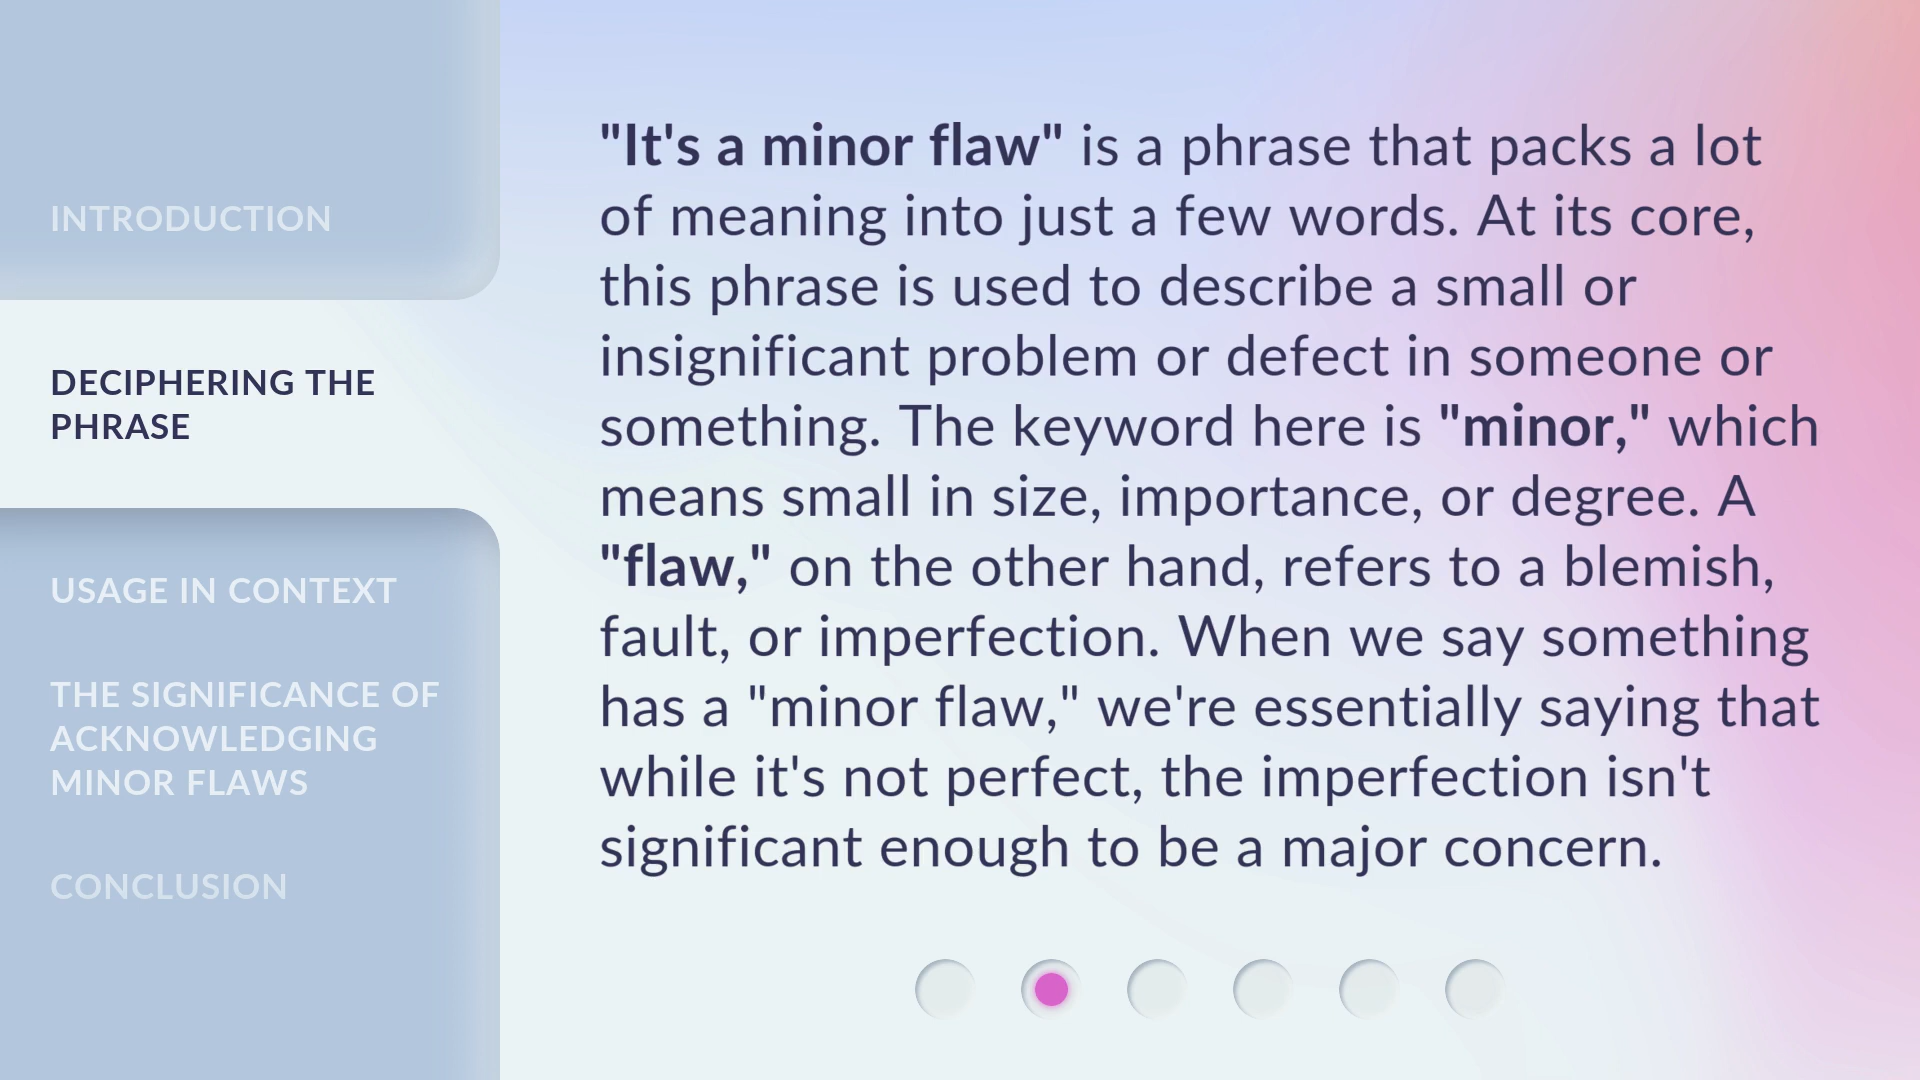 INTRODUCTION
DECIPHERING THE
PHRASE
USAGE IN CONTEXT
THE SIGNIFICANCE OF
ACKNOWLEDGING
MINOR FLAWS
CONCLUSION
"It's a minor flaw" is a phrase that packs a lot
of meaning into just a few words. At its core,
this phrase is used to describe a small or
insignificant problem or defect in someone or
something. The keyword here is "minor," which
means small in size, importance, or degree. A
"flaw," on the other hand, refers to a blemish,
fault, or imperfection. When we say something
has a "minor flaw," we're essentially saying that
while it's not perfect, the imperfection isn't
significant enough to be a major concern.